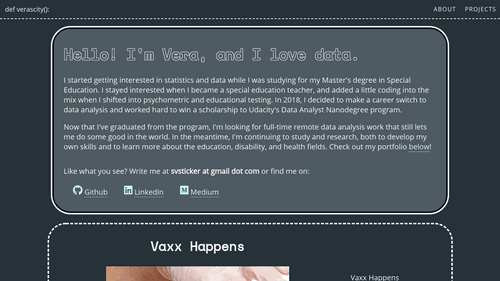 def verascity():
ABOUT PROJECTS
Hello! I'm Vera, and I love data.
I started getting interested in statistics and data while I was studying for my Master's degree in Special
Education. I stayed interested when I became a special education teacher, and added a little coding into the
mix when I shifted into psychometric and educational testing. In 2018, I decided to make a career switch to
data analysis and worked hard to win a scholarship to Udacity's Data Analyst Nanodegree program.
Now that I've graduated from the program, I'm looking for full-time remote data analysis work that still lets
me do some good in the world. In the meantime, I'm continuing to study and research, both to develop my
own skills and to learn more about the education, disability, and health fields. Check out my portfolio below!
Like what you see? Write me at svsticker at gmail dot com or find me on:
Github LinkedIn Medium
Vaxx Happens
Vaxx Happens